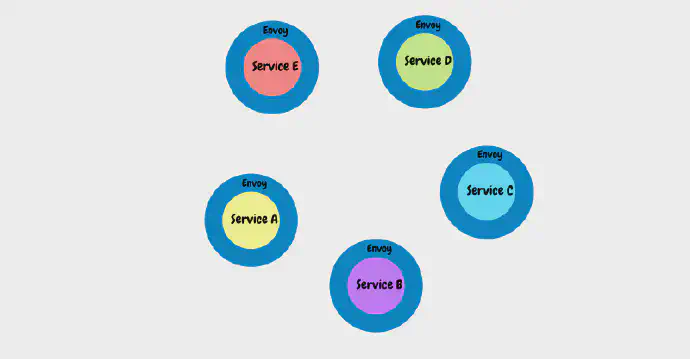 Envoy
Service E
Envoy
Service D
Envoy
Service C
Envoy
Service A
Envoy
Service B